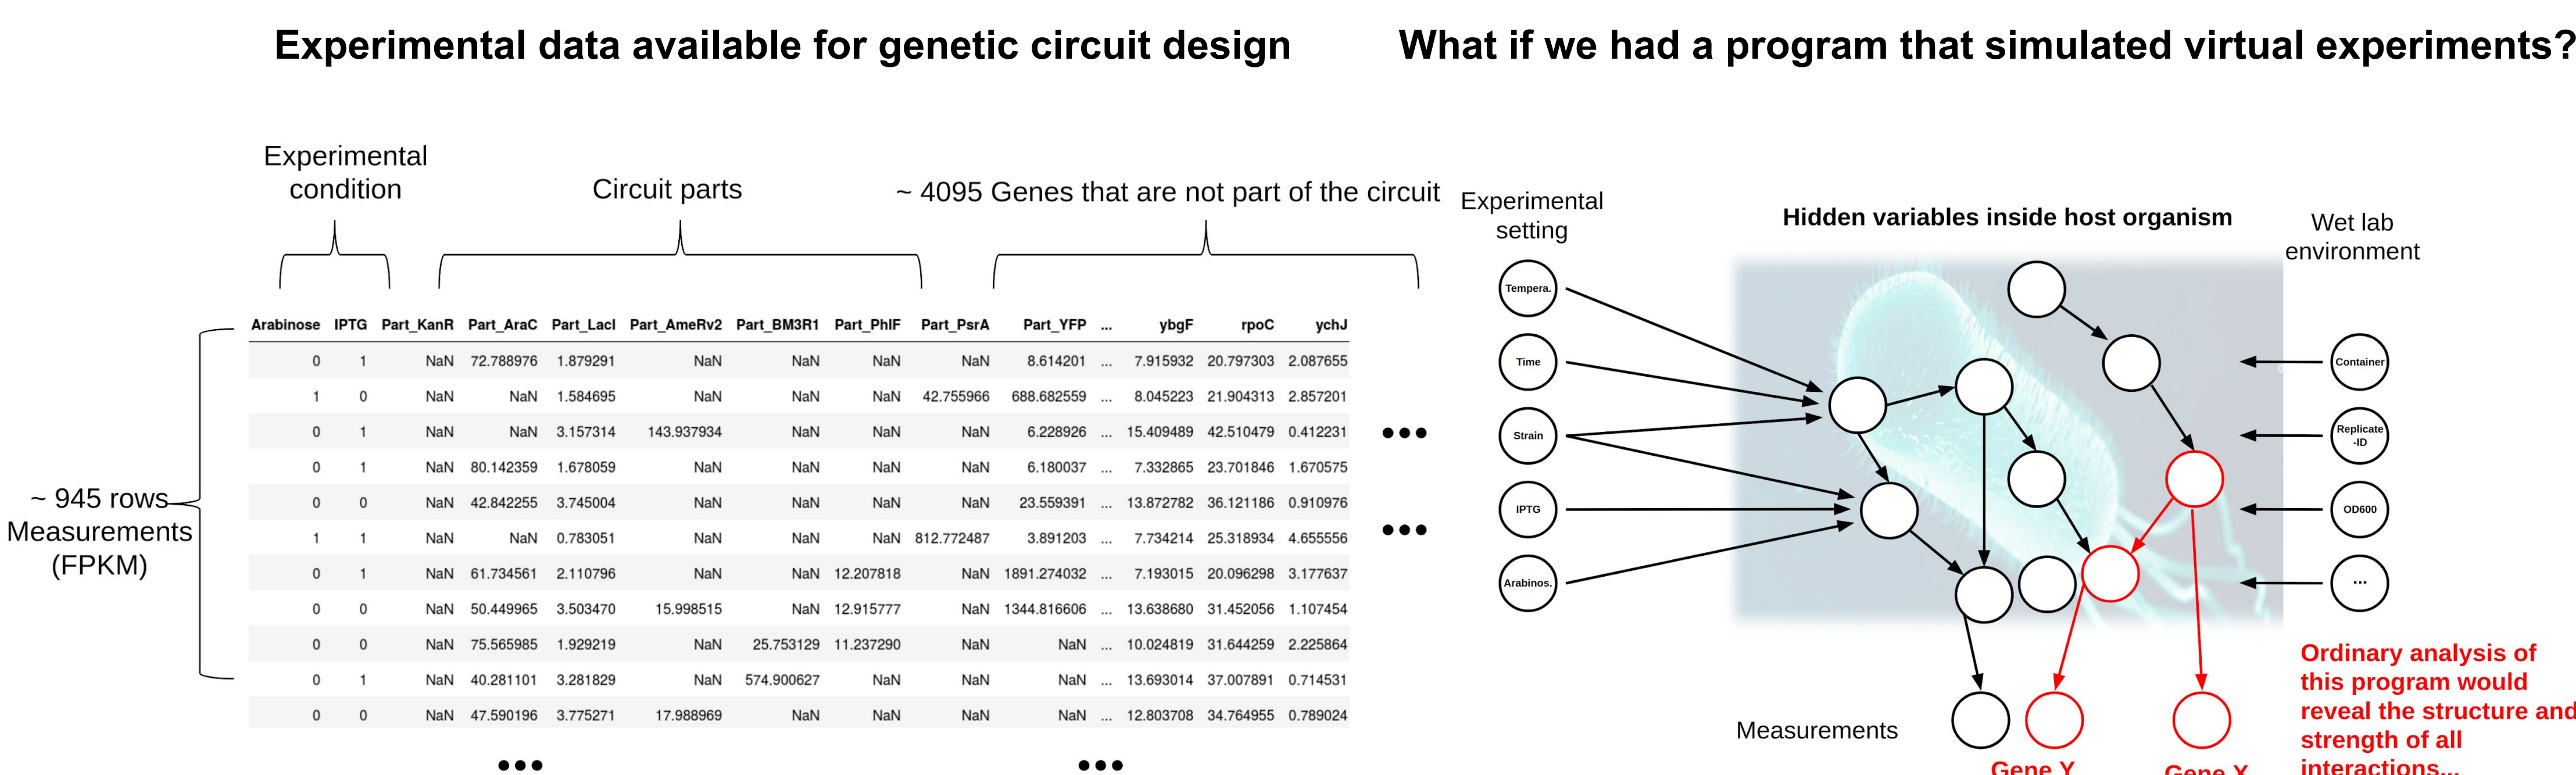 Experimental data available for genetic circuit design
What if we had a program that simulated virtual experiments?
Experimental
condition
Circuit parts
~ 4095 Genes that are not part of the circuit
~ 945 rows
Measurements
(FPKM)
Arabinose IPTG Part_KanR Part_AraC Part_LacI Part_AmeRv2 Part_BM3R1 Part_PhlF Part_PsrA Part_YFP ... ybgF rpoC ychJ
0 1 NaN 72.788976 1.879291 NaN NaN NaN NaN 8.614201 ... 7.915932 20.797303 2.087655
1 0 NaN NaN 1.584695 NaN NaN NaN 42.755966 688.682559 ... 8.045223 21.904313 2.857201
0 1 NaN NaN 3.157314 143.937934 NaN NaN NaN 6.228926 ... 15.409489 42.510479 0.412231
0 1 NaN 80.142359 1.678059 NaN NaN NaN NaN 6.180037 ... 7.332865 23.701846 1.670575
0 0 NaN 42.842255 3.745004 NaN NaN NaN NaN 23.559391 ... 13.872782 36.121186 0.910976
1 1 NaN NaN 0.783051 NaN NaN NaN 812.772487 3.891203 ... 7.734214 25.318934 4.655556
0 1 NaN 61.734561 2.110796 NaN NaN 12.207818 NaN 1891.274032 ... 7.193015 20.096298 3.177637
0 0 NaN 50.449965 3.503470 15.998515 NaN 12.915777 NaN 1344.816606 ... 13.638680 31.452056 1.107454
0 0 NaN 75.565985 1.929219 NaN 25.753129 11.237290 NaN NaN ... 10.024819 31.644259 2.225864
0 1 NaN 40.281101 3.281829 NaN 574.900627 NaN NaN NaN ... 13.693014 37.007891 0.714531
0 0 NaN 47.590196 3.775271 17.988969 NaN NaN NaN NaN ... 12.803708 34.764955 0.789024
Experimental
setting
Tempera.
Time
Strain
IPTG
Arabinos.
Hidden variables inside host organism
Wet lab
environment
Container
Replicate
-ID
OD600
...
Measurements
Gene Y
Gene X
Ordinary analysis of
this program would
reveal the structure and
strength of all
interactions...